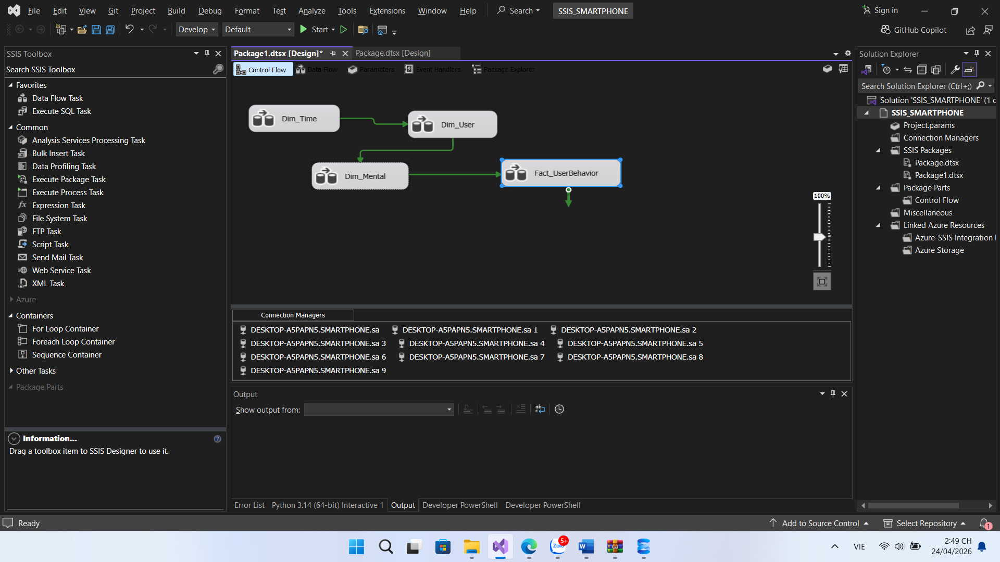 File Edit View Git Project Build Debug Format Test Analyze Tools Extensions Window Help Search SSIS_SMARTPHONE Sign in
Develop Default Start GitHub Copilot
SSIS Toolbox
Search SSIS Toolbox
Favorites
Data Flow Task
Execute SQL Task
Common
Analysis Services Processing Task
Bulk Insert Task
Data Profiling Task
Execute Package Task
Execute Process Task
Expression Task
File System Task
FTP Task
Script Task
Send Mail Task
Web Service Task
XML Task
Azure
Containers
For Loop Container
Foreach Loop Container
Sequence Container
Other Tasks
Package Parts
Information...
Drag a toolbox item to SSIS Designer to use it.
Package1.dtsx [Design]* Package.dtsx [Design]
Control Flow Data Flow Parameters Event Handlers Package Explorer
Dim_Time
Dim_User
Dim_Mental
Fact_UserBehavior
100%
Connection Managers
DESKTOP-A5PAPN5.SMARTPHONE.sa DESKTOP-A5PAPN5.SMARTPHONE.sa 1 DESKTOP-A5PAPN5.SMARTPHONE.sa 2
DESKTOP-A5PAPN5.SMARTPHONE.sa 3 DESKTOP-A5PAPN5.SMARTPHONE.sa 4 DESKTOP-A5PAPN5.SMARTPHONE.sa 5
DESKTOP-A5PAPN5.SMARTPHONE.sa 6 DESKTOP-A5PAPN5.SMARTPHONE.sa 7 DESKTOP-A5PAPN5.SMARTPHONE.sa 8
DESKTOP-A5PAPN5.SMARTPHONE.sa 9
Output
Show output from:
Error List Python 3.14 (64-bit) Interactive 1 Output Developer PowerShell Developer PowerShell
Solution Explorer
Search Solution Explorer (Ctrl+;)
Solution 'SSIS_SMARTPHONE' (1 c
SSIS_SMARTPHONE
Project.params
Connection Managers
SSIS Packages
Package.dtsx
Package1.dtsx
Package Parts
Control Flow
Miscellaneous
Linked Azure Resources
Azure-SSIS Integration
Azure Storage
Ready Add to Source Control Select Repository 1
Zalo 5+ W
VIE
2:49 CH
24/04/2026